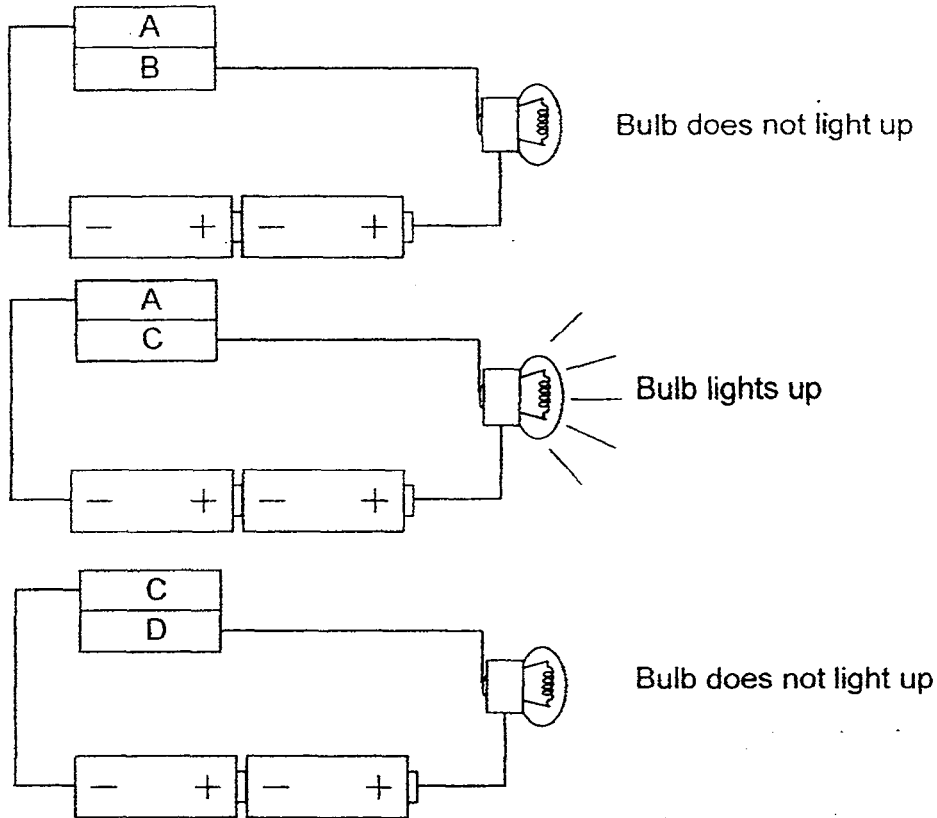 A
B
Bulb does not light up
− + − +
A
C
Bulb lights up
− + − +
C
D
Bulb does not light up
− + − +